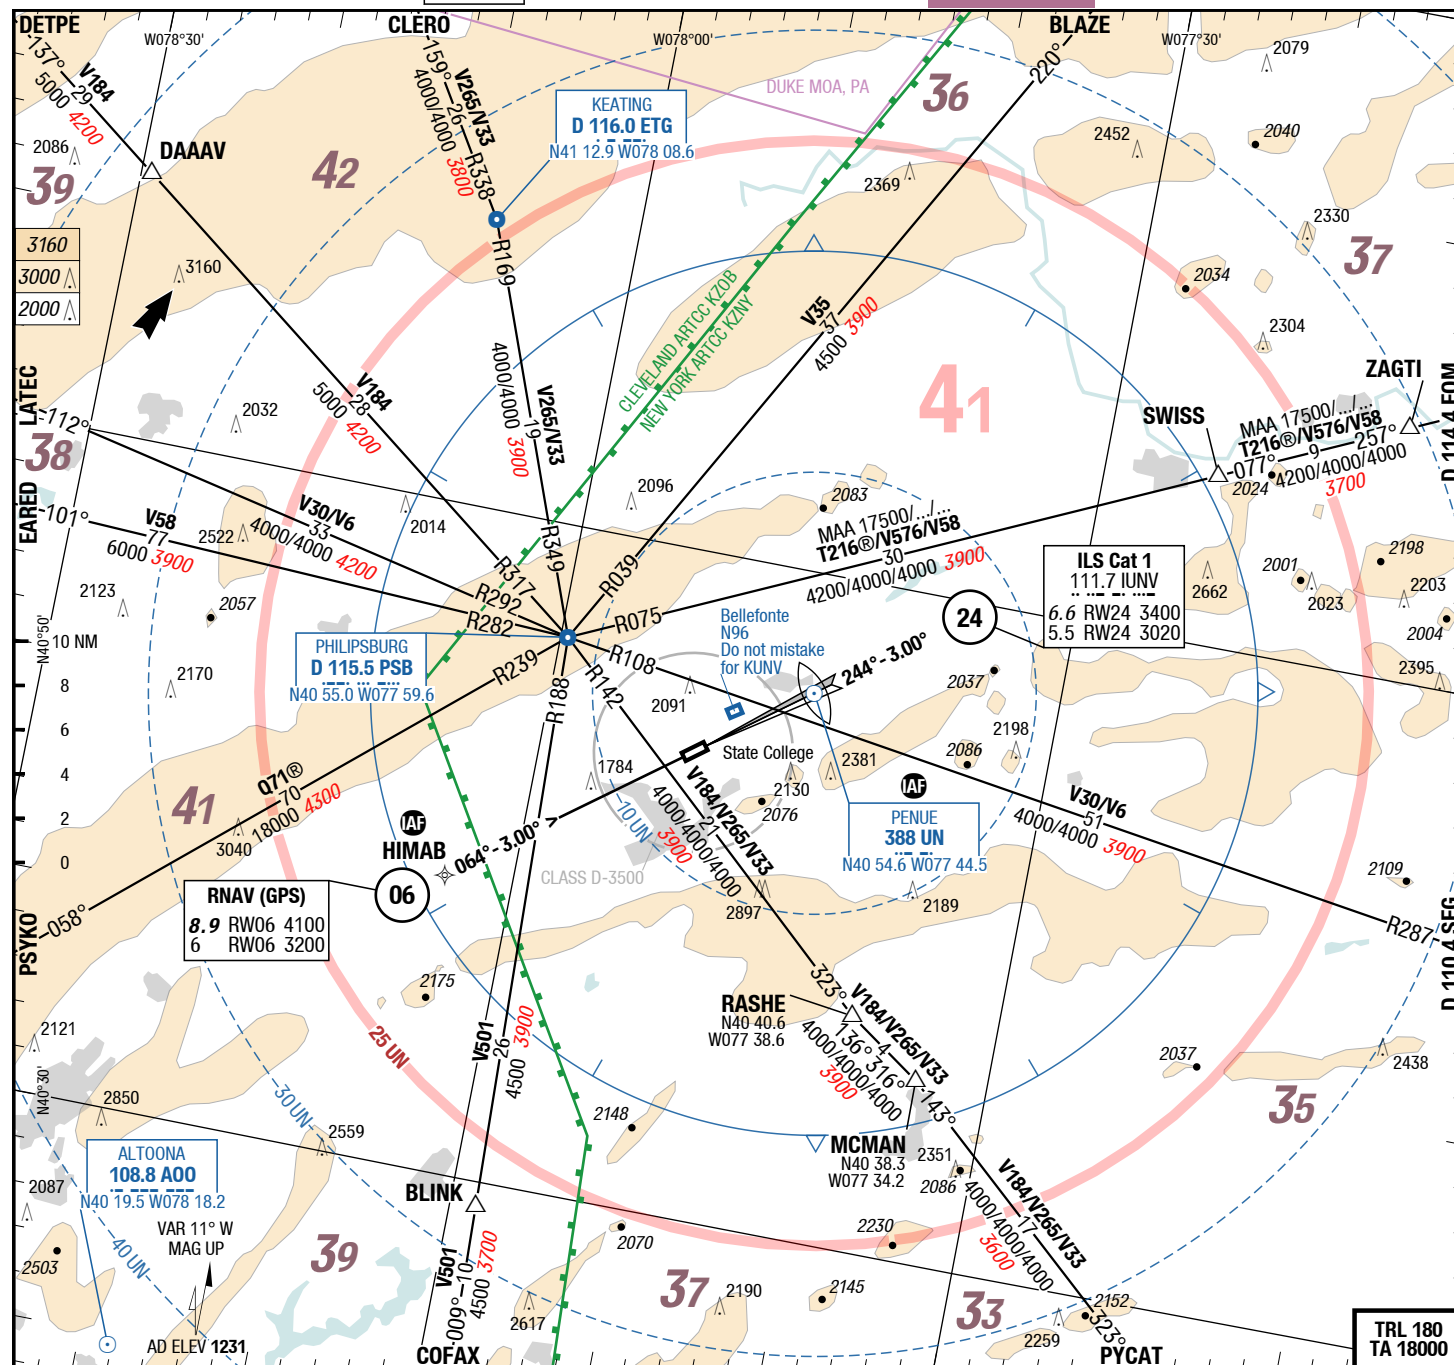 DETPE
CLERO
BLAZE
W078°30'
W078°00'
W077°30'
137°
V184
29
5000 4200
159°
V265/V33
26
4000/4000 3800
R338
KEATING
D 116.0 ETG
N41 12.9 W078 08.6
DUKE MOA, PA
36
220°
2079
2040
2452
2086
DAAAV
39
42
2369
2330
37
3160
3000
2000
3160
R169
2034
CLEVELAND ARTCC KZOB
NEW YORK ARTCC KZNY
V35
37
4500 3900
2304
4000/4000 3900
V265/V33
19
V184
28
5000 4200
LATEC
112°
38
2032
41
ZAGTI
SWISS
MAA 17500/.../...
T216®/V576/V58
077° 9 257°
4200/4000/4000
3700
2024
D 124.4 FQM
EARED
101°
V58
77
6000 3900
2522
V30/V6
33
4000/4000 4200
2014
2096
2083
R349
MAA 17500/.../...
T216®/V576/V58
30
4200/4000/4000 3900
R317
R292
R282
R039
R075
2123
2057
ILS Cat 1
111.7 IUNV
6.6 RW24 3400
5.5 RW24 3020
24
2662
2001
2023
2198
2203
2004
2395
N40°50'
10 NM
8
6
4
2
0
2170
PHILIPSBURG
D 115.5 PSB
N40 55.0 W077 59.6
R239
R188
R142
R108
Bellefonte
N96
Do not mistake
for KUNV
244°-3.00°
2091
2037
2198
2086
State College
2381
2130
2076
1784
IAF
PENUE
388 UN
N40 54.6 W077 44.5
V30/V6
51
4000/4000 3900
Q71®
70
18000 4300
41
3040
IAF
HIMAB
064°-3.00° >
06
RNAV (GPS)
8.9 RW06 4100
6 RW06 3200
CLASS D-3500
10 UN
V184/V265/V33
21
4000/4000/4000
3900
2897
2189
2109
R287
D 110.4 SEG
PSYKO
058°
2175
323°
RASHE
N40 40.6
W077 38.6
V184/V265/V33
4
136° 316°
4000/4000/4000
3900
2037
2438
2121
25 UN
V501
26
4500 3900
N40°30'
2850
30 UN
2559
2148
143°
35
MCMAN
N40 38.3
W077 34.2
2351
2086
ALTOONA
108.8 AOO
N40 19.5 W078 18.2
2087
BLINK
V184/V265/V33
17
4000/4000/4000
3600
VAR 11° W
MAG UP
40 UN
2503
39
2070
2230
V501
10
4500 3700
009°
2617
37
2190
2145
33
2152
2259
323°
AD ELEV 1231
COFAX
PYCAT
TRL 180
TA 18000